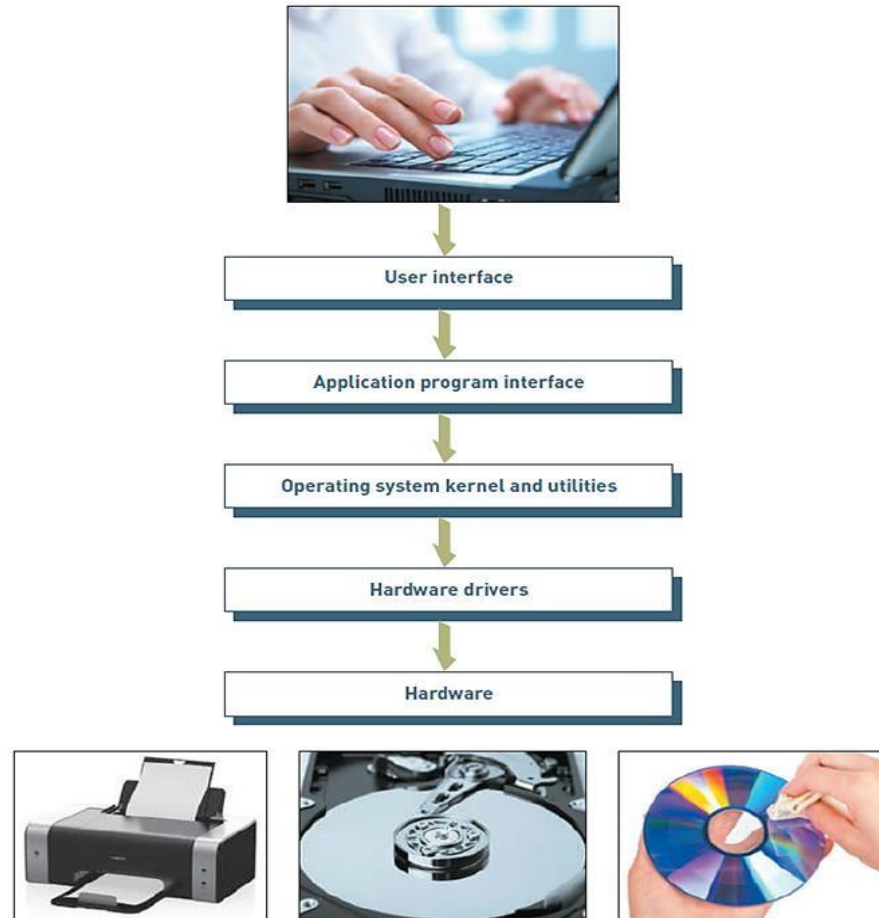 User interface
Application program interface
Operating system kernel and utilities
Hardware drivers
Hardware